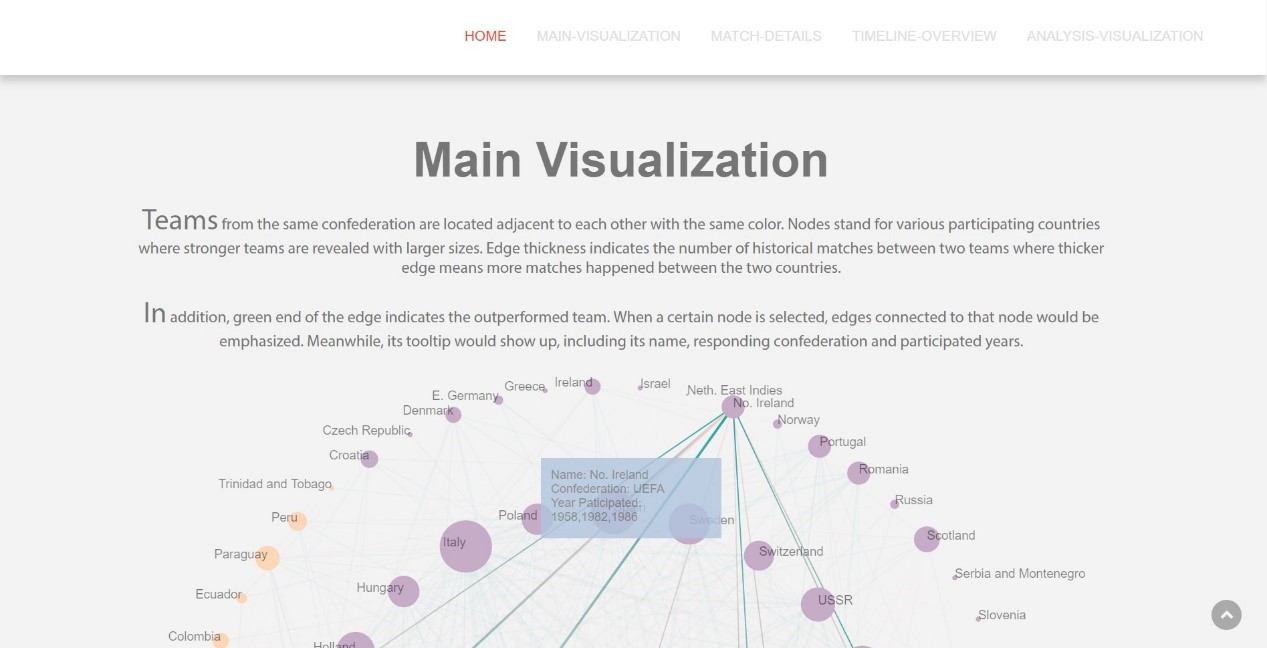 HOME MAIN-VISUALIZATION MATCH-DETAILS TIMELINE-OVERVIEW ANALYSIS-VISUALIZATION
Main Visualization
Teams from the same confederation are located adjacent to each other with the same color. Nodes stand for various participating countries
where stronger teams are revealed with larger sizes. Edge thickness indicates the number of historical matches between two teams where thicker
edge means more matches happened between the two countries.
In addition, green end of the edge indicates the outperformed team. When a certain node is selected, edges connected to that node would be
emphasized. Meanwhile, its tooltip would show up, including its name, responding confederation and participated years.
Greece
Ireland
Israel
Neth. East Indies
E. Germany
No. Ireland
Denmark
Norway
Czech Republic
Portugal
Croatia
Romania
Name: No. Ireland
Confederation: UEFA
Year Paticipated:
1958,1982,1986
Trinidad and Tobago
Russia
Peru
Poland
Sweden
Scotland
Italy
Switzerland
Paraguay
Serbia and Montenegro
Hungary
Ecuador
USSR
Slovenia
Colombia
Holland